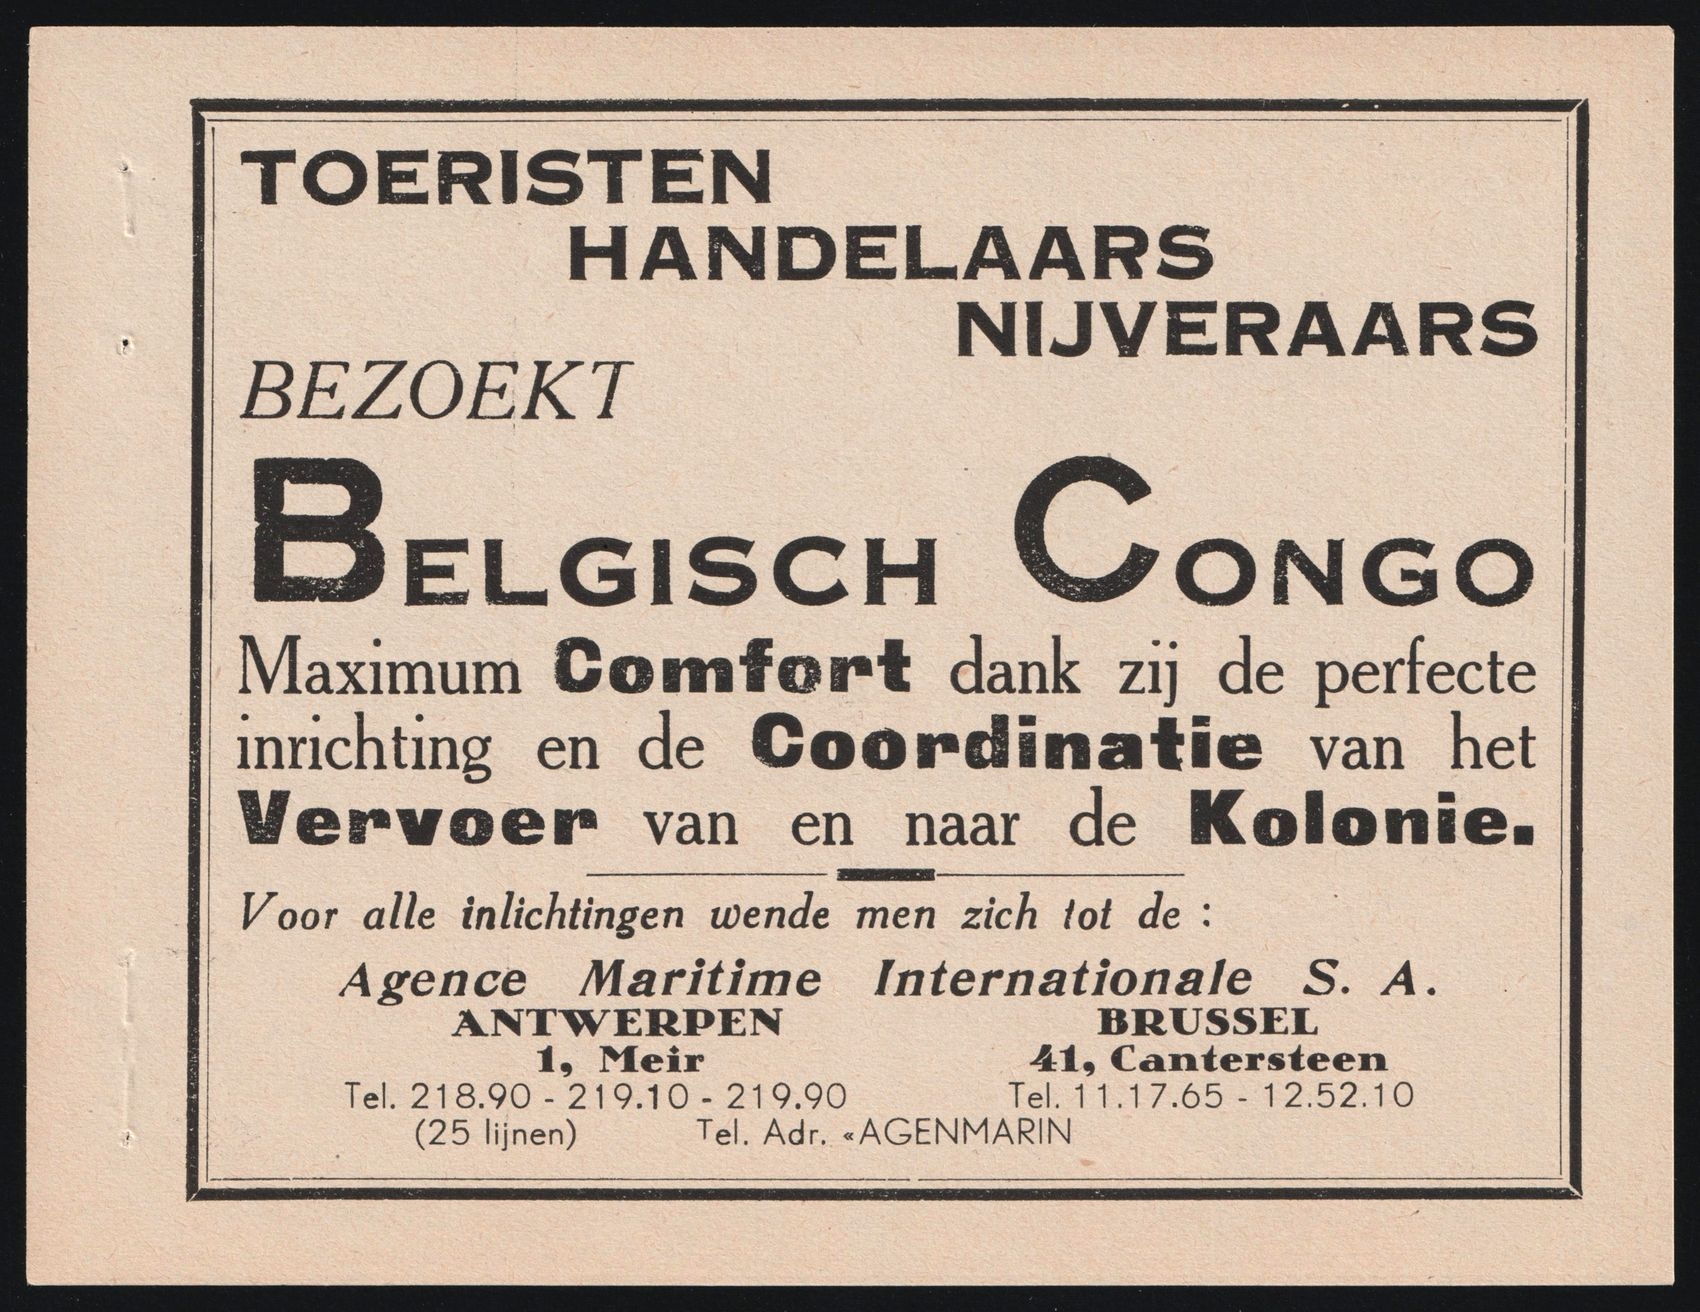 TOERISTEN
HANDELAARS
NIJVERAARS
BEZOEKT
BELGISCH CONGO
Maximum Comfort dank zij de perfecte
inrichting en de Coordinatie van het
Vervoer van en naar de Kolonie.
Voor alle inlichtingen wende men zich tot de :
Agence Maritime Internationale S. A.
ANTWERPEN BRUSSEL
1, Meir 41, Cantersteen
Tel. 218.90 - 219.10 - 219.90 Tel. 11.17.65 - 12.52.10
(25 lijnen) Tel. Adr. «AGENMARIN